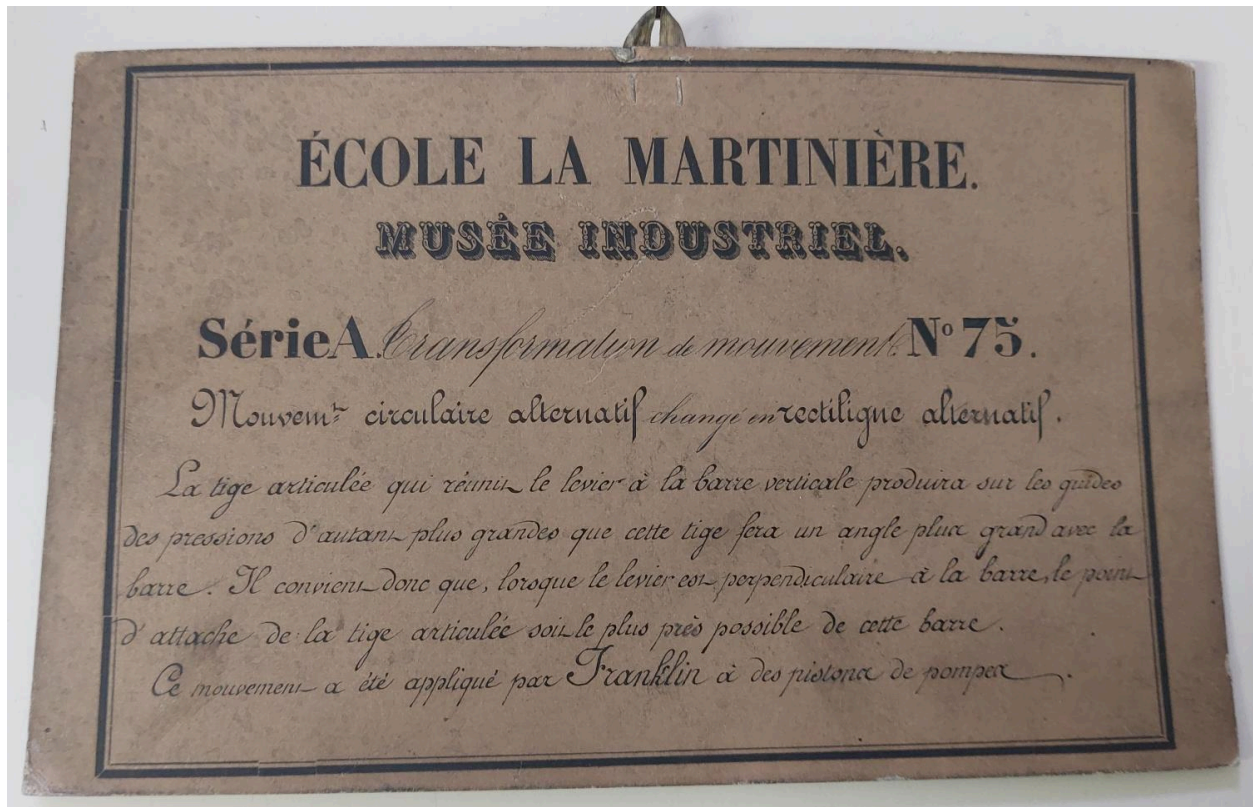 ÉCOLE LA MARTINIÈRE.
MUSÉE INDUSTRIEL.
Série A. Transformation de mouvement. Nº 75.
Mouvemt. circulaire alternatif changé en rectiligne alternatif.
La tige articulée qui réunit le levier à la barre verticale produira sur les guides
des pressions d'autant plus grandes que cette tige fera un angle plus grand avec la
barre. Il convient donc que, lorsque le levier est perpendiculaire à la barre, le point
d'attache de la tige articulée soit le plus près possible de cette barre.
Ce mouvement a été appliqué par Franklin à des pistons de pompes.